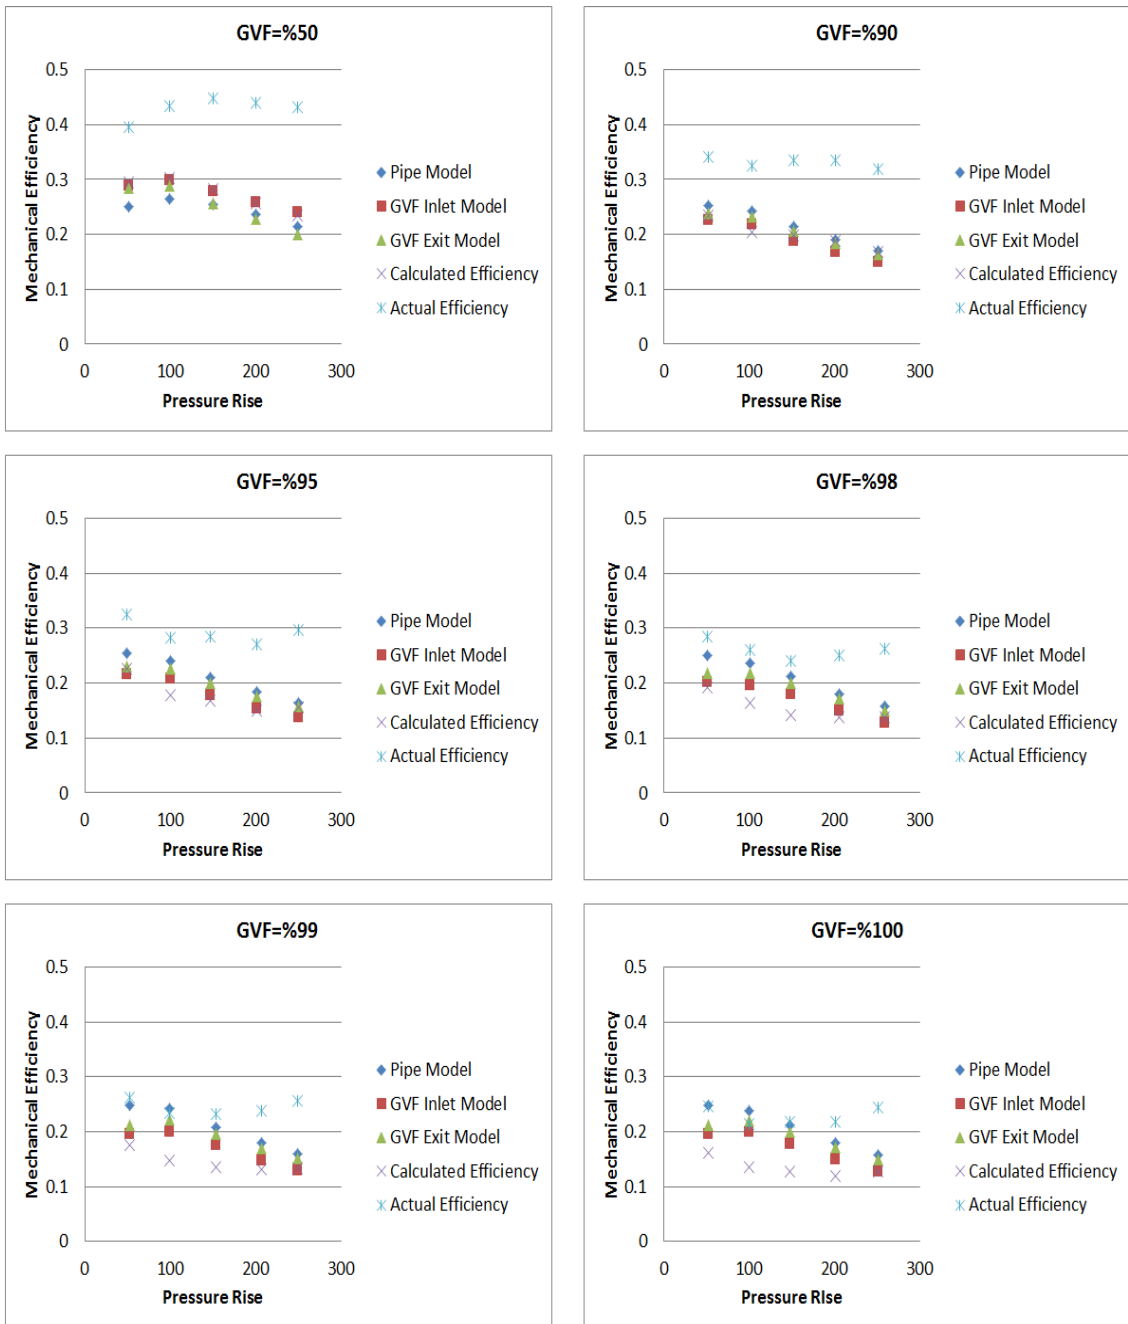 GVF=%50
0.5
0.4
0.3
0.2
0.1
0
0 100 200 300
Mechanical Efficiency
Pressure Rise
Pipe Model
GVF Inlet Model
GVF Exit Model
Calculated Efficiency
Actual Efficiency
GVF=%90
0.5
0.4
0.3
0.2
0.1
0
0 100 200 300
Mechanical Efficiency
Pressure Rise
Pipe Model
GVF Inlet Model
GVF Exit Model
Calculated Efficiency
Actual Efficiency
GVF=%95
0.5
0.4
0.3
0.2
0.1
0
0 100 200 300
Mechanical Efficiency
Pressure Rise
Pipe Model
GVF Inlet Model
GVF Exit Model
Calculated Efficiency
Actual Efficiency
GVF=%98
0.5
0.4
0.3
0.2
0.1
0
0 100 200 300
Mechanical Efficiency
Pressure Rise
Pipe Model
GVF Inlet Model
GVF Exit Model
Calculated Efficiency
Actual Efficiency
GVF=%99
0.5
0.4
0.3
0.2
0.1
0
0 100 200 300
Mechanical Efficiency
Pressure Rise
Pipe Model
GVF Inlet Model
GVF Exit Model
Calculated Efficiency
Actual Efficiency
GVF=%100
0.5
0.4
0.3
0.2
0.1
0
0 100 200 300
Mechanical Efficiency
Pressure RIse
Pipe Model
GVF Inlet Model
GVF Exit Model
Calculated Efficiency
Actual Efficiency